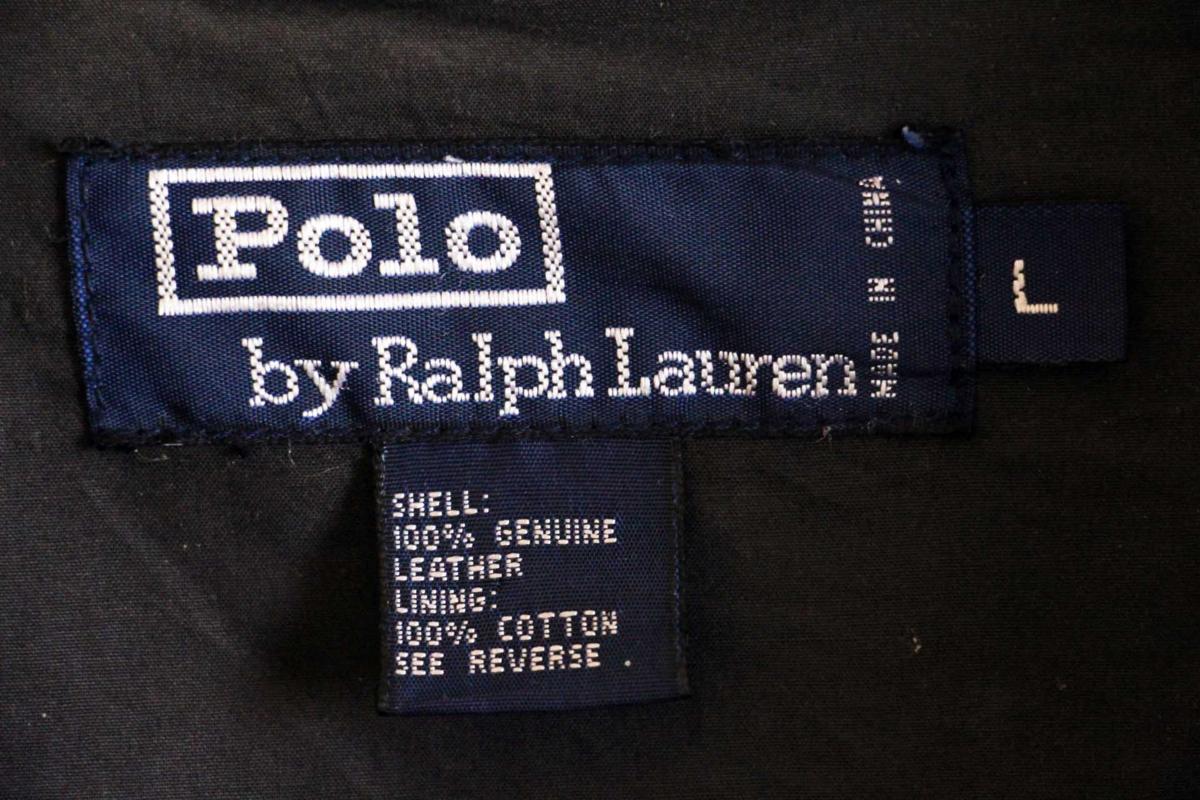 Polo
by Ralph Lauren
MADE IN CHINA
L
SHELL:
100% GENUINE
LEATHER
LINING:
100% COTTON
SEE REVERSE .